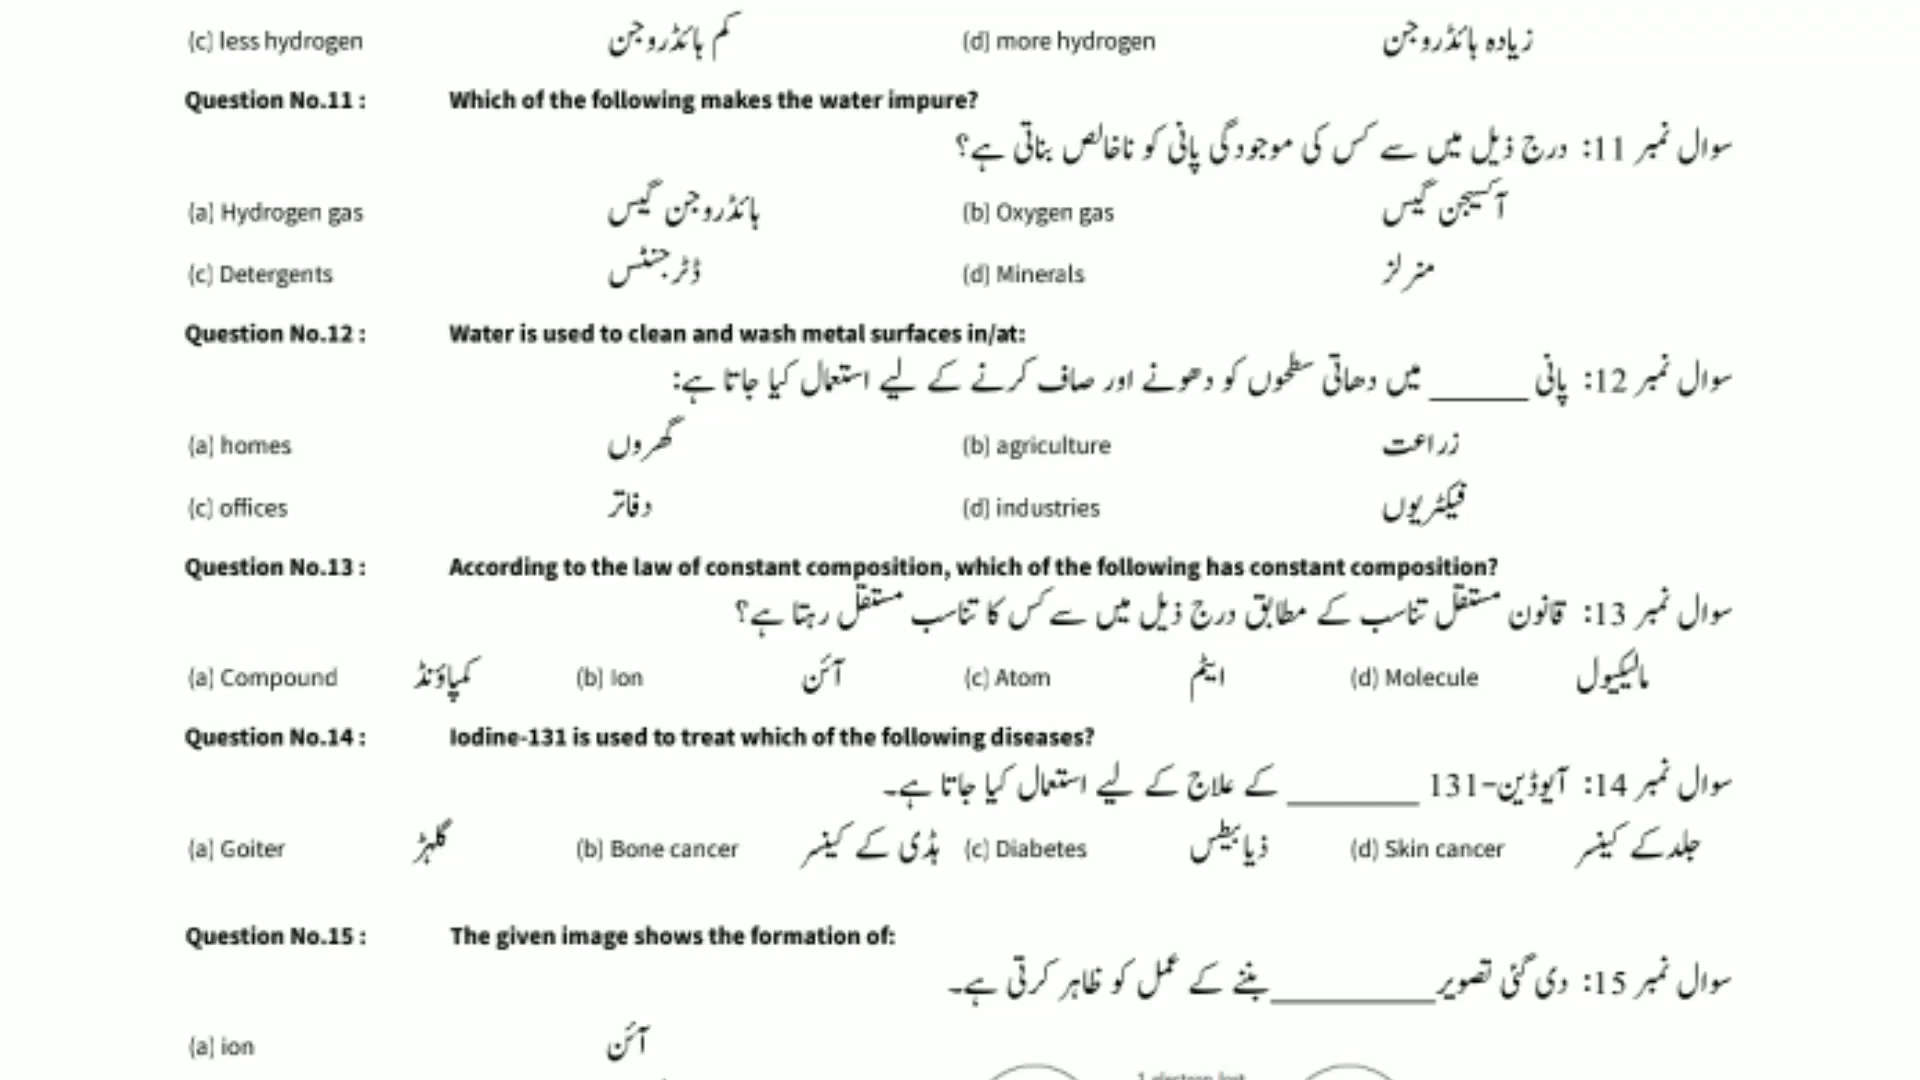 (c) less hydrogen کم ہائڈروجن (d) more hydrogen زیادہ ہائڈروجن
Question No.11 : Which of the following makes the water impure?
سوال نمبر 11: درج ذیل میں سے کس کی موجودگی پانی کو ناخالص بناتی ہے؟
(a) Hydrogen gas ہائڈروجن گیس (b) Oxygen gas آکسیجن گیس
(c) Detergents ڈٹرجنٹس (d) Minerals منرلز
Question No.12 : Water is used to clean and wash metal surfaces in/at:
سوال نمبر 12: پانی ______ میں دھاتی سطحوں کو دھونے اور صاف کرنے کے لیے استعمال کیا جاتا ہے:
(a) homes گھروں (b) agriculture زراعت
(c) offices دفاتر (d) industries فیکٹریوں
Question No.13 : According to the law of constant composition, which of the following has constant composition?
سوال نمبر 13: قانون مستقل تناسب کے مطابق درج ذیل میں سے کس کا تناسب مستقل رہتا ہے؟
(a) Compound کمپاؤنڈ (b) Ion آئن (c) Atom ایٹم (d) Molecule مالیکیول
Question No.14 : Iodine-131 is used to treat which of the following diseases?
سوال نمبر 14: آیوڈین-131 ________ کے علاج کے لیے استعمال کیا جاتا ہے۔
(a) Goiter گلہڑ (b) Bone cancer ہڈی کے کینسر (c) Diabetes ذیابیطس (d) Skin cancer جلد کے کینسر
Question No.15 : The given image shows the formation of:
سوال نمبر 15: دی گئی تصویر__________بننے کے عمل کو ظاہر کرتی ہے۔
(a) ion آئن